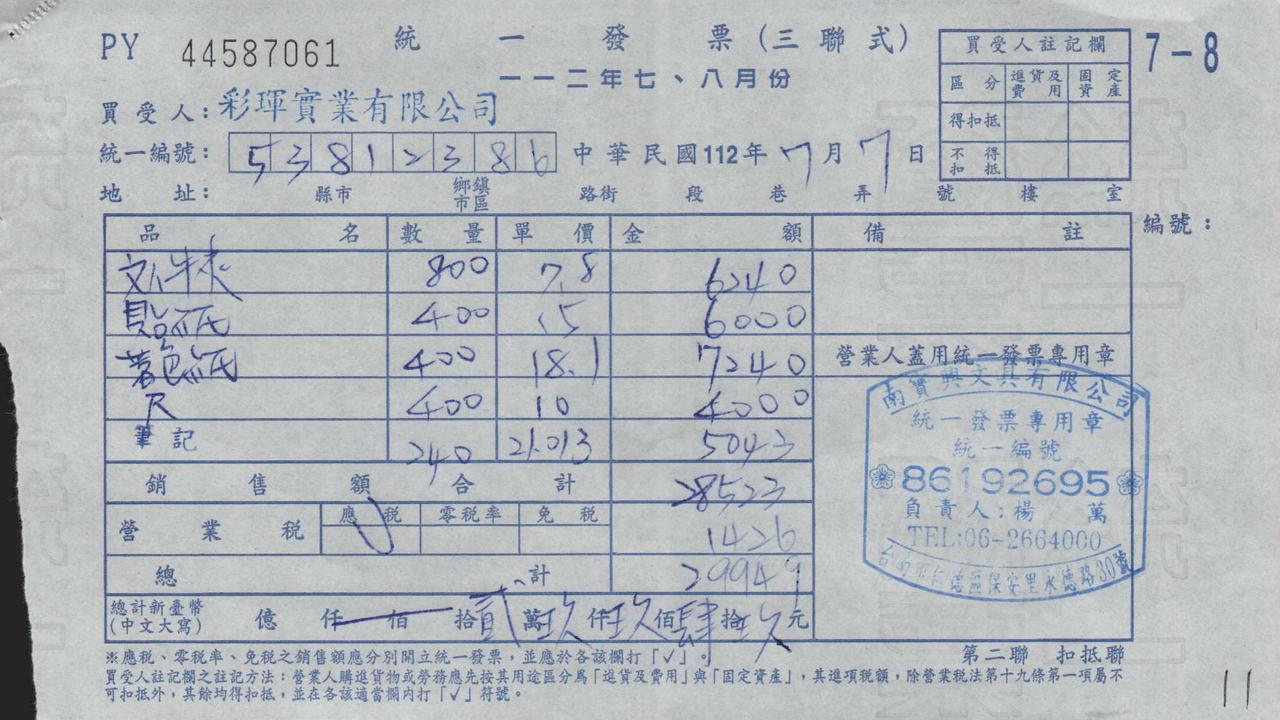 PY 44587061 統一發票(三聯式) 7-8
一一二年七、八月份
買受人註記欄
區分 進貨及費用 固定資產
得扣抵
不得扣抵
買受人:彩琿實業有限公司
統一編號: 53812386 中華民國112年 7月 7日
地址: 縣市 鄉鎮市區 路街 段 巷 弄 號 樓 室
編號:
品名 數量 單價 金額 備註
文件夾 800 7.8 6240
貼紙 400 15 6000
著色紙 400 18.1 7240 營業人蓋用統一發票專用章
尺 400 10 4000
筆記 240 21.013 5043
銷售額合計 28523
營業稅 應稅 零稅率 免稅 1426
總計 29949
總計新臺幣(中文大寫) 億 仟 佰 拾貳萬玖仟玖佰肆拾玖元
南寶興文具有限公司
統一發票專用章
統一編號
86192695
負責人:楊 萬
TEL:06-2664000
台南市仁德區保安里永德路30號
第二聯 扣抵聯
※應稅、零稅率、免稅之銷售額應分別開立統一發票,並應於各該欄打「✓」。
買受人註記欄之註記方法:營業人購進貨物或勞務應先按其用途區分為「進貨及費用」與「固定資產」,其進項稅額,除營業稅法第十九條第一項屬不
可扣抵外,其餘均得扣抵,並在各該適當欄內打「✓」符號。
11